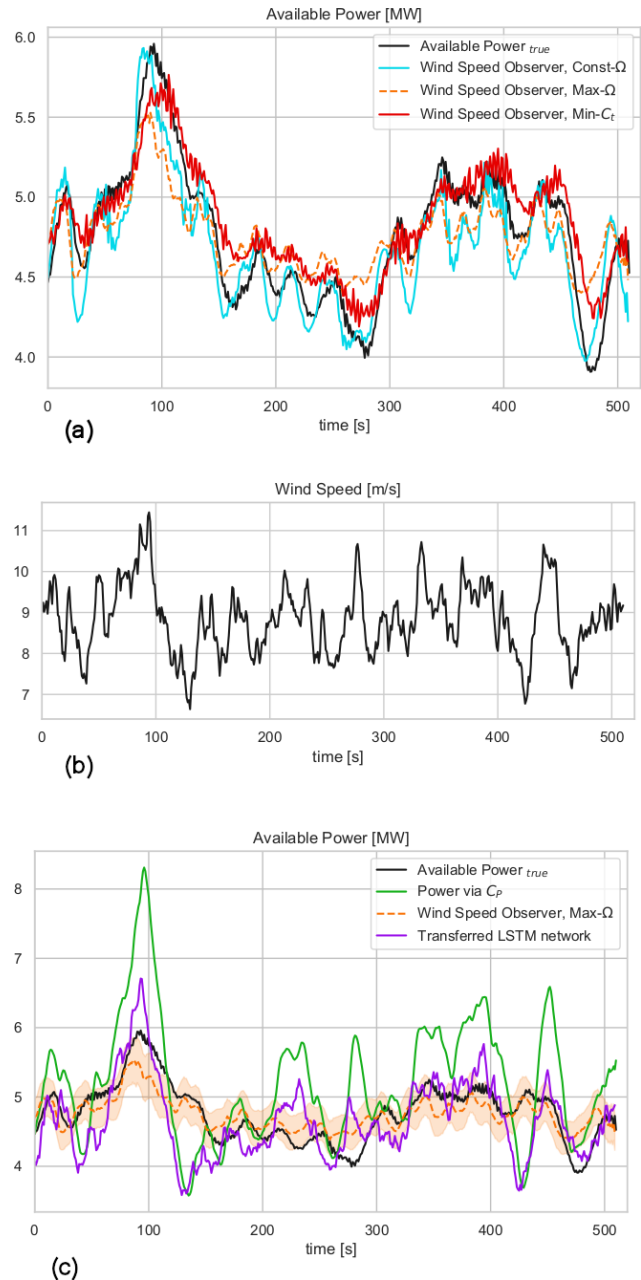 Available Power [MW]
6.0
5.5
5.0
4.5
4.0
Available Power true
Wind Speed Observer, Const-Ω
Wind Speed Observer, Max-Ω
Wind Speed Observer, Min-Ct
0 100 200 300 400 500
time [s]
(a)
Wind Speed [m/s]
11
10
9
8
7
0 100 200 300 400 500
time [s]
(b)
Available Power [MW]
8
7
6
5
4
Available Power true
Power via CP
Wind Speed Observer, Max-Ω
Transferred LSTM network
0 100 200 300 400 500
time [s]
(c)